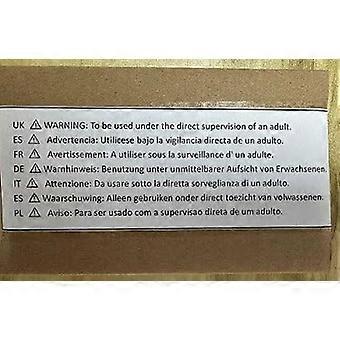 UK ⚠ WARNING: To be used under the direct supervision of an adult.
ES ⚠ Advertencia: Utilicese bajo la vigilancia directa de un adulto.
FR ⚠ Avertissement: A utiliser sous la surveillance d' un adulte.
DE ⚠ Warmhinweis: Benutzung unter unmittelbarer Aufsicht von Erwachsenen.
IT ⚠ Attenzione: Da usare sotto la diretta sorveglianza di un adulto.
ES ⚠ Waarschuwing: Alleen gebruiken onder direct toezicht van volwassenen.
PL ⚠ Aviso: Para ser usado com a supervisao direta de um adulto.